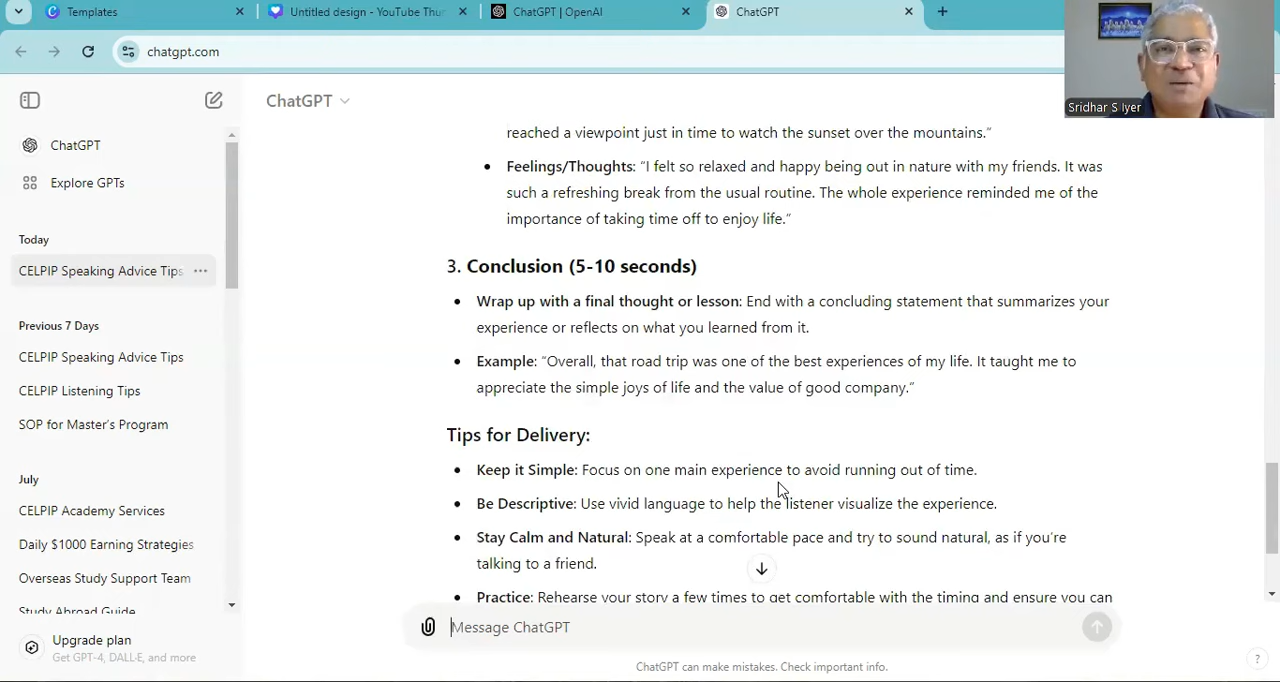 Templates
Untitled design - YouTube Thur
ChatGPT | OpenAI
ChatGPT
chatgpt.com
Sridhar S Iyer
ChatGPT
ChatGPT
Explore GPTs
Today
CELPIP Speaking Advice Tips
Previous 7 Days
CELPIP Speaking Advice Tips
CELPIP Listening Tips
SOP for Master's Program
July
CELPIP Academy Services
Daily $1000 Earning Strategies
Overseas Study Support Team
Study Abroad Guide
Upgrade plan
Get GPT-4, DALL·E, and more
reached a viewpoint just in time to watch the sunset over the mountains.”
• Feelings/Thoughts: “I felt so relaxed and happy being out in nature with my friends. It was
such a refreshing break from the usual routine. The whole experience reminded me of the
importance of taking time off to enjoy life.”
3. Conclusion (5-10 seconds)
• Wrap up with a final thought or lesson: End with a concluding statement that summarizes your
experience or reflects on what you learned from it.
• Example: “Overall, that road trip was one of the best experiences of my life. It taught me to
appreciate the simple joys of life and the value of good company.”
Tips for Delivery:
• Keep it Simple: Focus on one main experience to avoid running out of time.
• Be Descriptive: Use vivid language to help the listener visualize the experience.
• Stay Calm and Natural: Speak at a comfortable pace and try to sound natural, as if you're
talking to a friend.
• Practice: Rehearse your story a few times to get comfortable with the timing and ensure you can
Message ChatGPT
ChatGPT can make mistakes. Check important info.
?